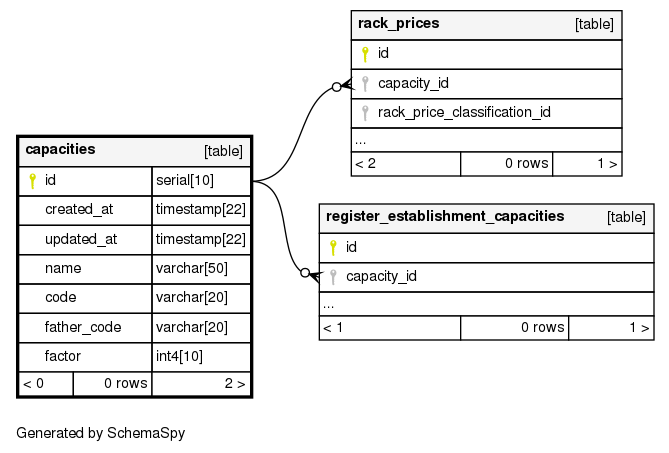 rack_prices [table]
id
capacity_id
rack_price_classification_id
...
< 2 0 rows 1 >
capacities [table]
id serial[10]
created_at timestamp[22]
updated_at timestamp[22]
name varchar[50]
code varchar[20]
father_code varchar[20]
factor int4[10]
< 0 0 rows 2 >
register_establishment_capacities [table]
id
capacity_id
...
< 1 0 rows 1 >
Generated by SchemaSpy